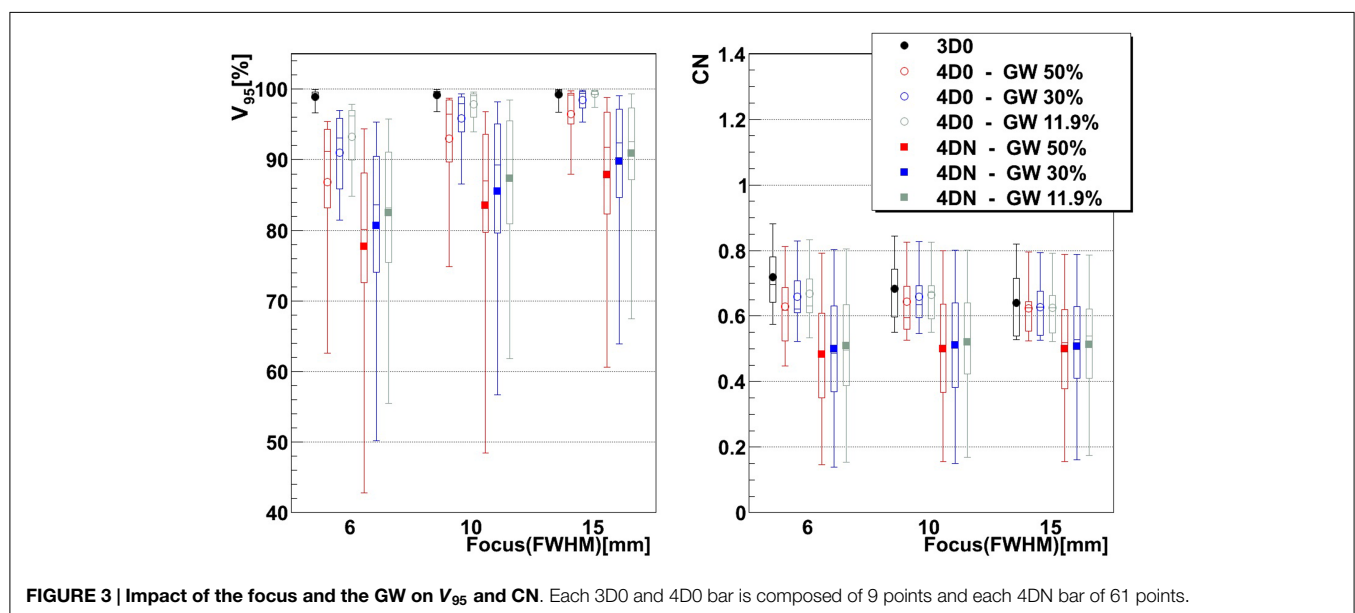 V95[%]
100
90
80
70
60
50
40
6
10
15
Focus(FWHM)[mm]
CN
1.4
1.2
1
0.8
0.6
0.4
0.2
0
6
10
15
Focus(FWHM)[mm]
3D0
4D0 - GW 50%
4D0 - GW 30%
4D0 - GW 11.9%
4DN - GW 50%
4DN - GW 30%
4DN - GW 11.9%
FIGURE 3 | Impact of the focus and the GW on V95 and CN. Each 3D0 and 4D0 bar is composed of 9 points and each 4DN bar of 61 points.